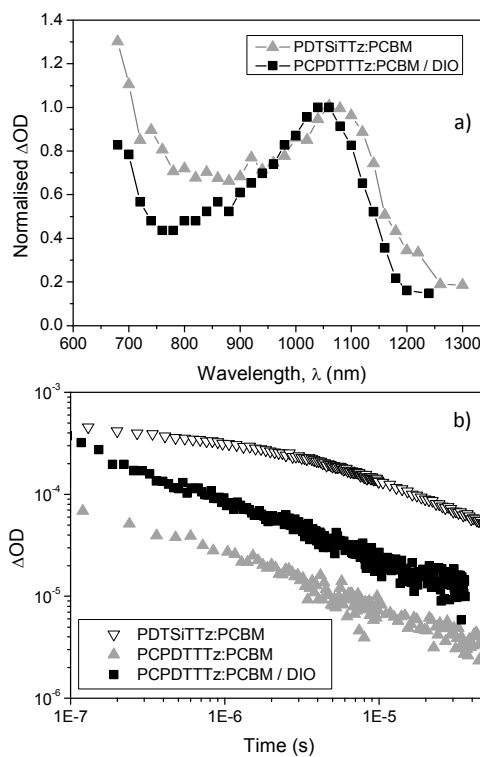 PDTSiTTz:PCBM
PCPDTTTz:PCBM / DIO
a)
Normalised ΔOD
1.4
1.2
1.0
0.8
0.6
0.4
0.2
0.0
600 700 800 900 1000 1100 1200 1300
Wavelength, λ (nm)
b)
ΔOD
10⁻³
10⁻⁴
10⁻⁵
10⁻⁶
PDTSiTTz:PCBM
PCPDTTTz:PCBM
PCPDTTTz:PCBM / DIO
1E-7 1E-6 1E-5
Time (s)